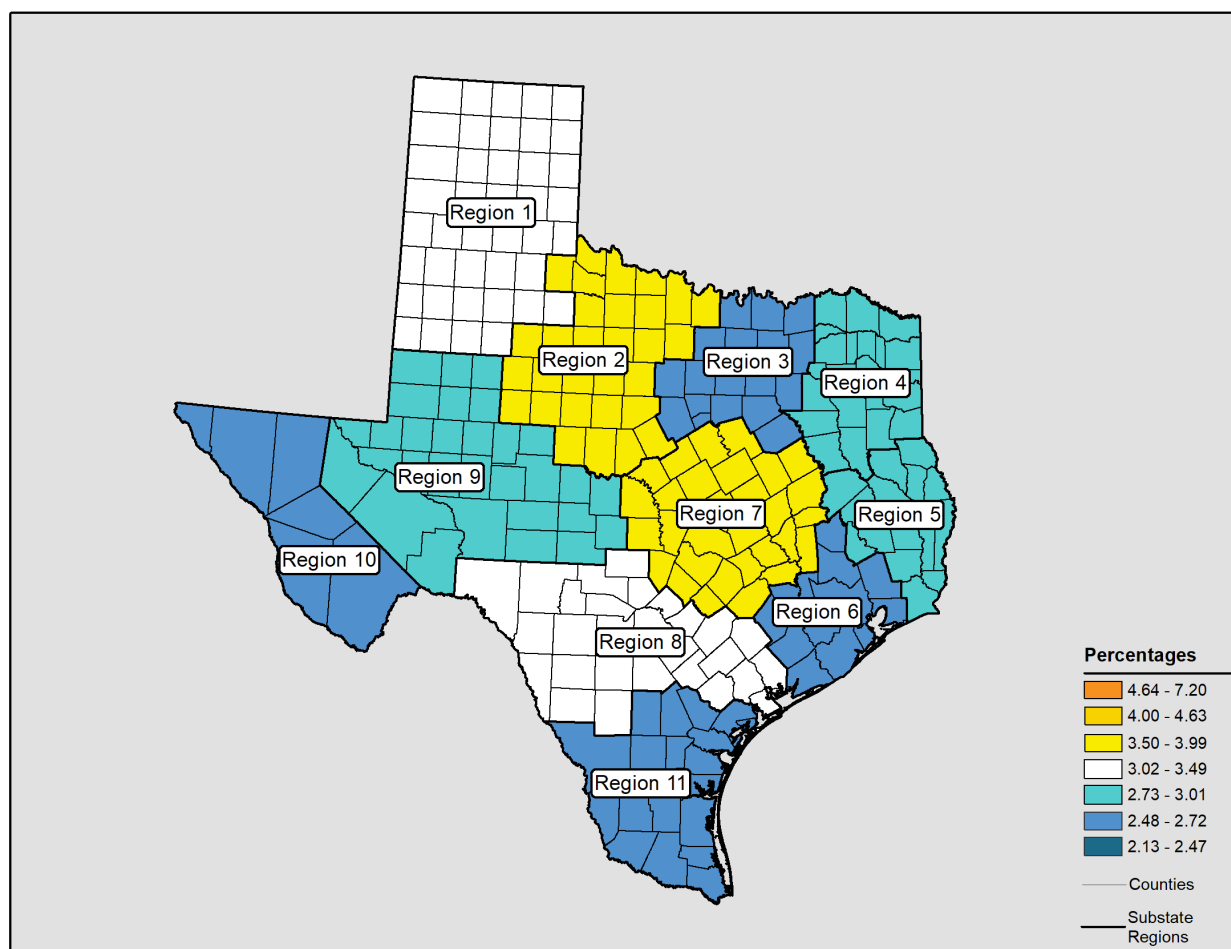 Region 1
Region 2
Region 3
Region 4
Region 9
Region 7
Region 5
Region 10
Region 6
Region 8
Region 11
Percentages
4.64 - 7.20
4.00 - 4.63
3.50 - 3.99
3.02 - 3.49
2.73 - 3.01
2.48 - 2.72
2.13 - 2.47
Counties
Substate
Regions